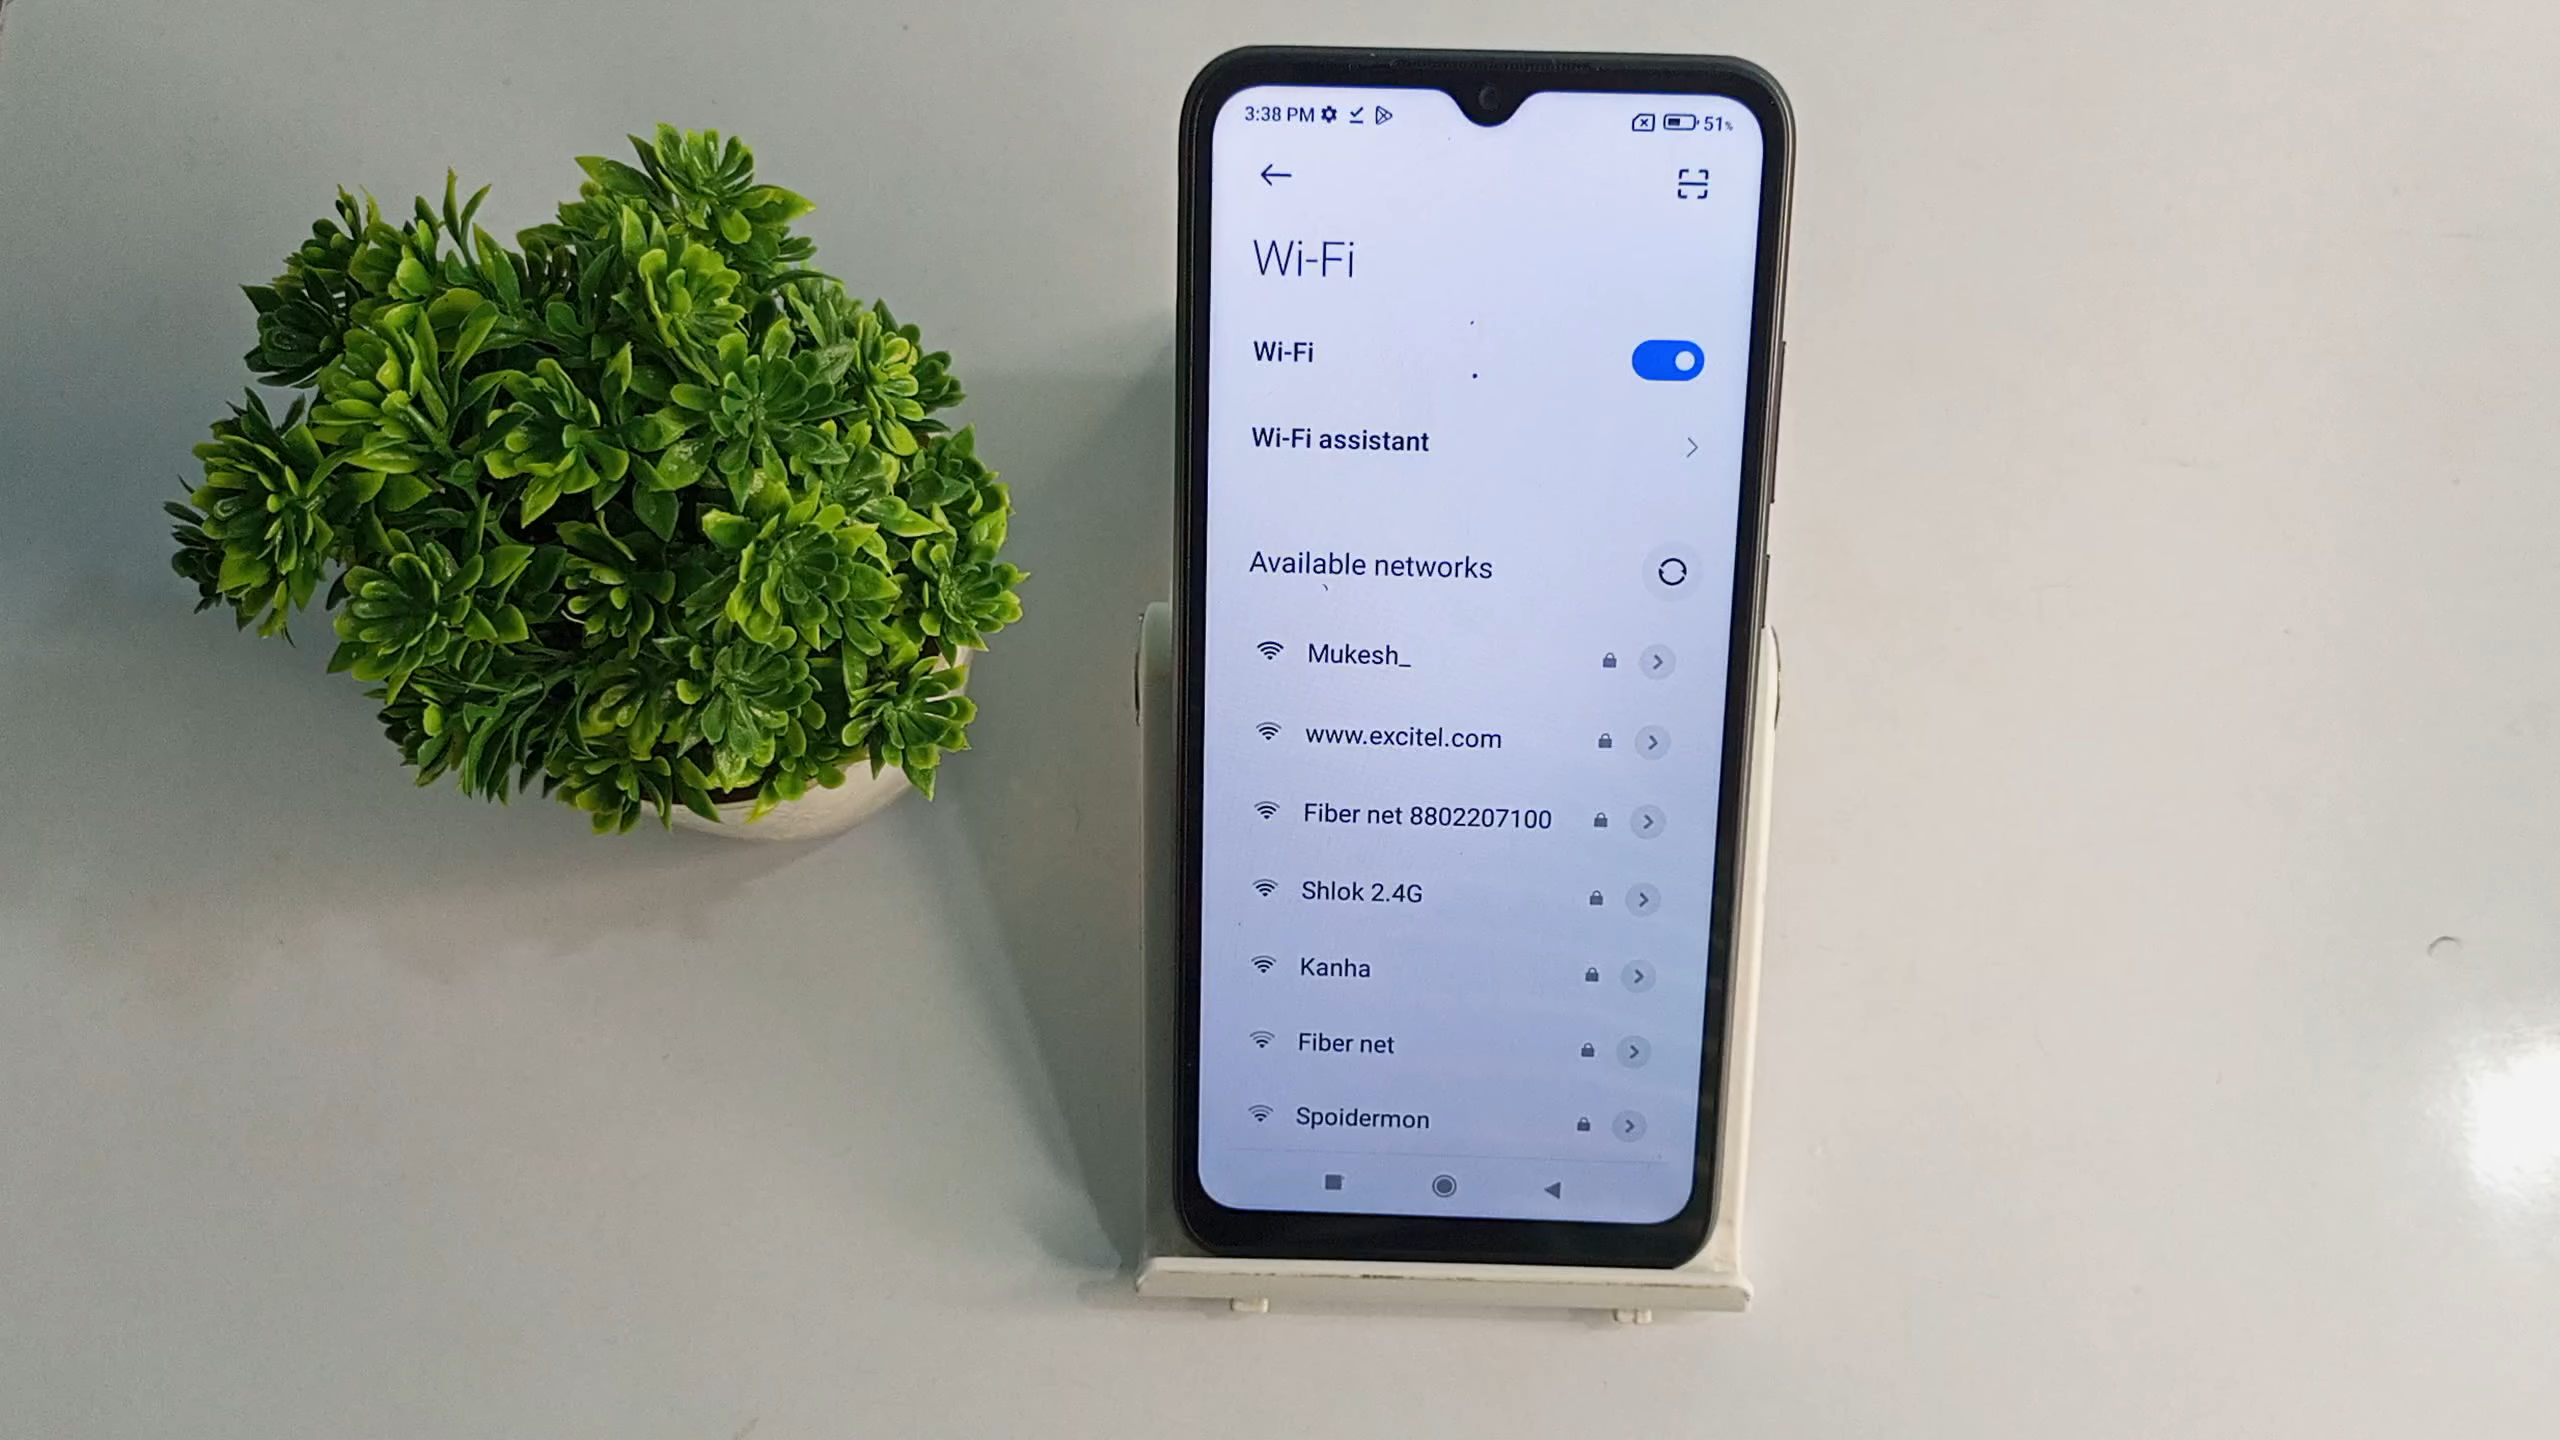 3:38 PM 51%
Wi-Fi
Wi-Fi
Wi-Fi assistant
Available networks
Mukesh_
www.excitel.com
Fiber net 8802207100
Shlok 2.4G
Kanha
Fiber net
Spoidermon